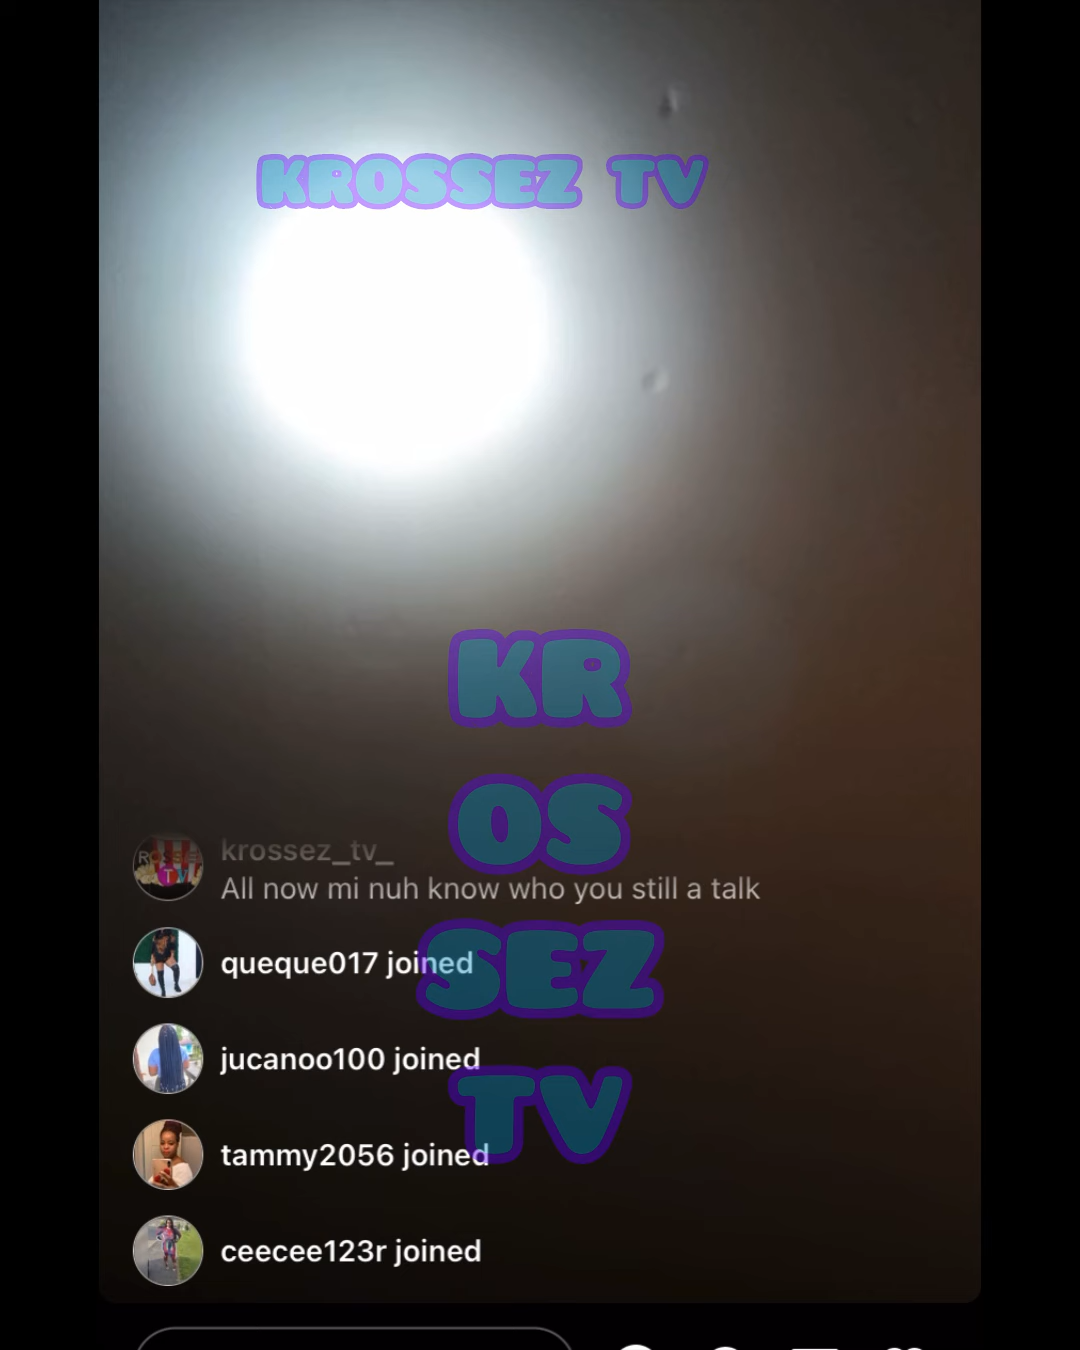 KROSSEZ TV
KR
OS
SEZ
TV
krossez_tv_
All now mi nuh know who you still a talk
queque017 joined
jucanoo100 joined
tammy2056 joined
ceecee123r joined